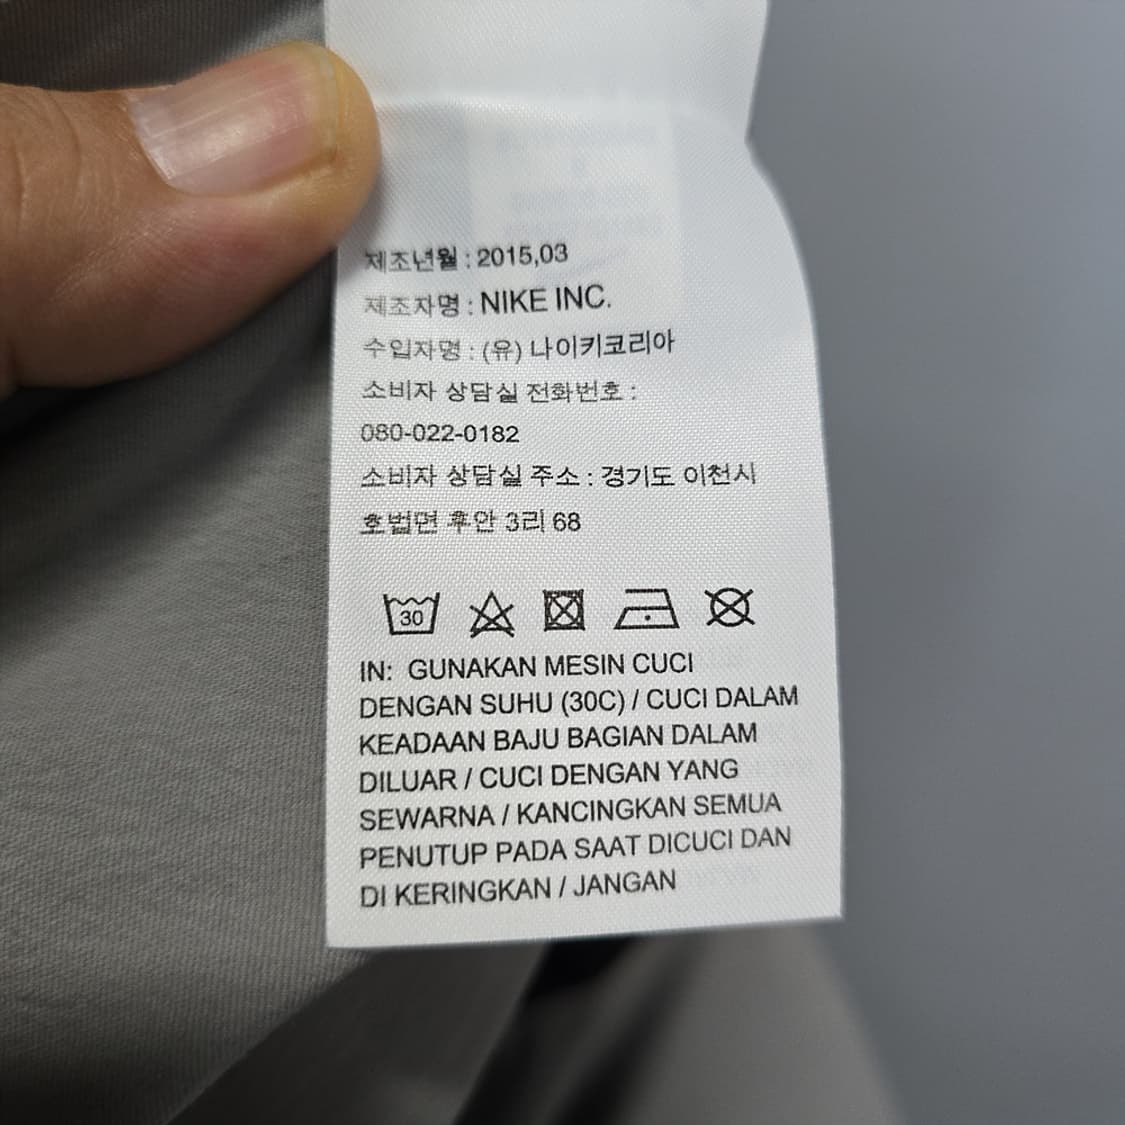 제조년월 : 2015,03
제조자명 : NIKE INC.
수입자명 : (유) 나이키코리아
소비자 상담실 전화번호 :
080-022-0182
소비자 상담실 주소 : 경기도 이천시
호법면 후안 3리 68
30
IN: GUNAKAN MESIN CUCI
DENGAN SUHU (30C) / CUCI DALAM
KEADAAN BAJU BAGIAN DALAM
DILUAR / CUCI DENGAN YANG
SEWARNA / KANCINGKAN SEMUA
PENUTUP PADA SAAT DICUCI DAN
DI KERINGKAN / JANGAN